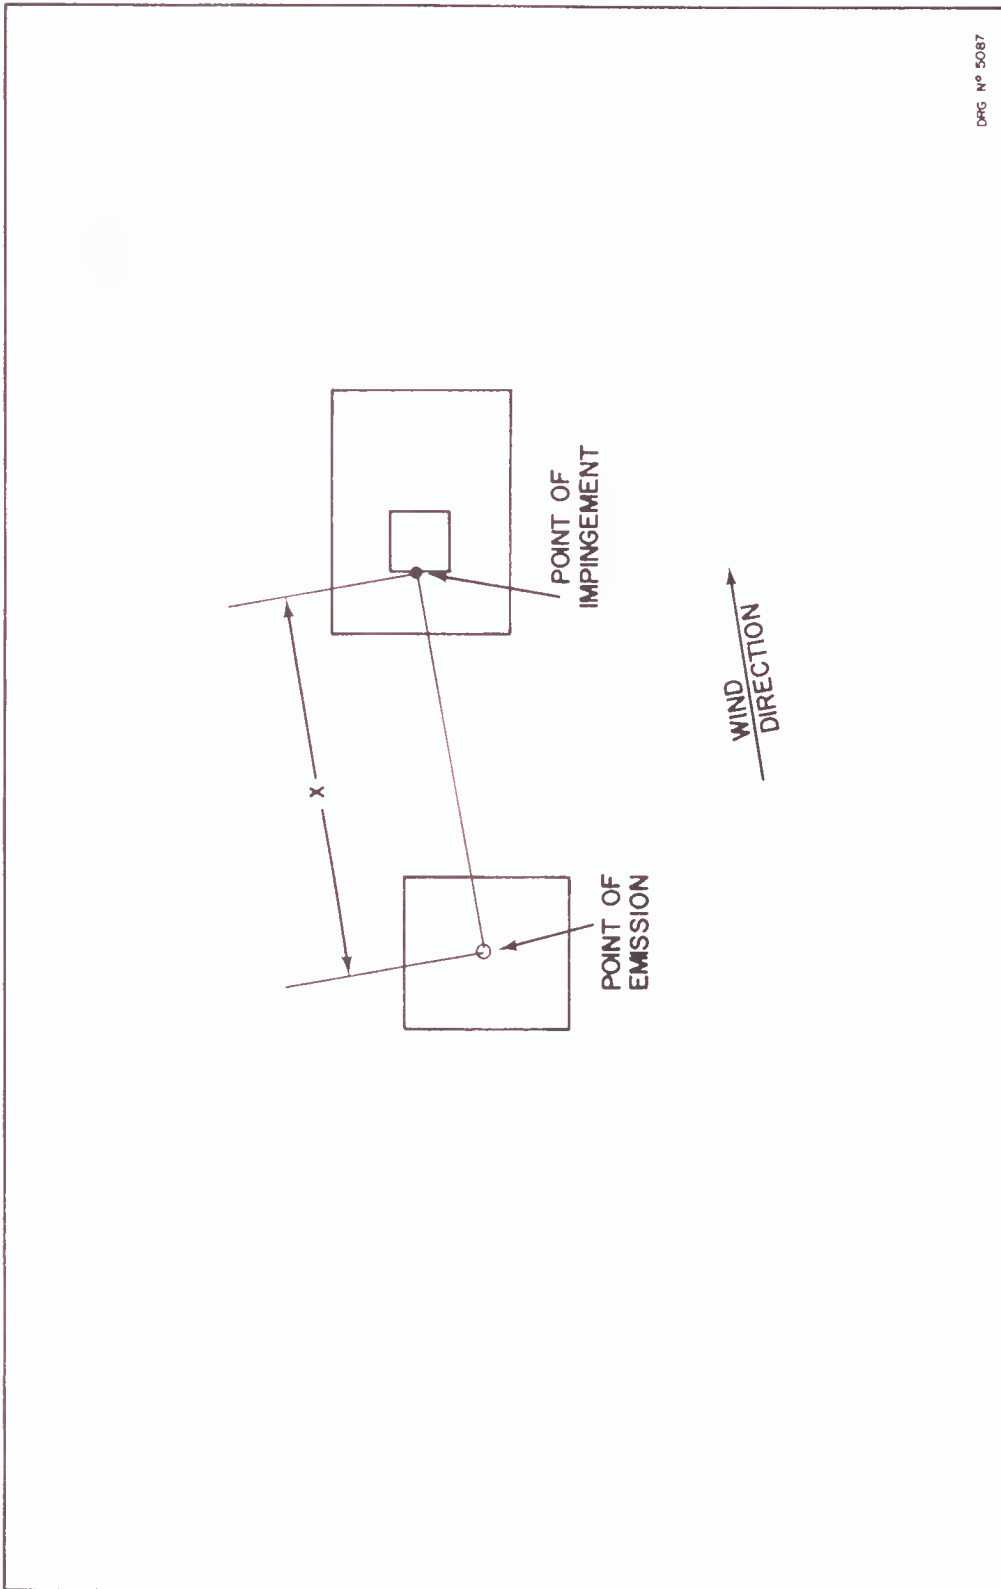 X
POINT OF
EMISSION
POINT OF
IMPINGEMENT
WIND
DIRECTION
DRG Nº 5087